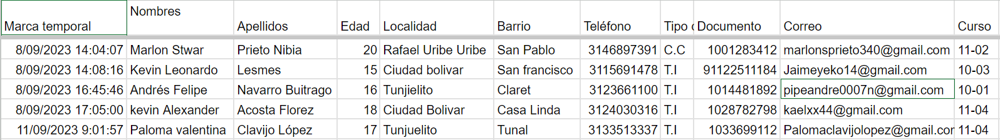 Marca temporal Nombres Apellidos Edad Localidad Barrio Teléfono Tipo Documento Correo Curso
8/09/2023 14:04:07 Marlon Stwar Prieto Nibia 20 Rafael Uribe Uribe San Pablo 3146897391 C.C 1001283412 marlonsprieto340@gmail.com 11-02
8/09/2023 14:08:16 Kevin Leonardo Lesmes 15 Ciudad bolivar San francisco 3115691478 T.I 91122511184 Jaimeyeko14@gmail.com 10-03
8/09/2023 16:45:46 Andrés Felipe Navarro Buitrago 16 Tunjielito Claret 3123661100 T.I 1014481892 pipeandre0007n@gmail.com 10-01
8/09/2023 17:05:00 kevin Alexander Acosta Florez 18 Ciudad Bolivar Casa Linda 3124030316 T.I 1028782798 kaelxx44@gmail.com 11-04
11/09/2023 9:01:57 Paloma valentina Clavijo López 17 Tunjuelito Tunal 3133513337 T.I 1033699112 Palomaclavijolopez@gmail.cor 11-04